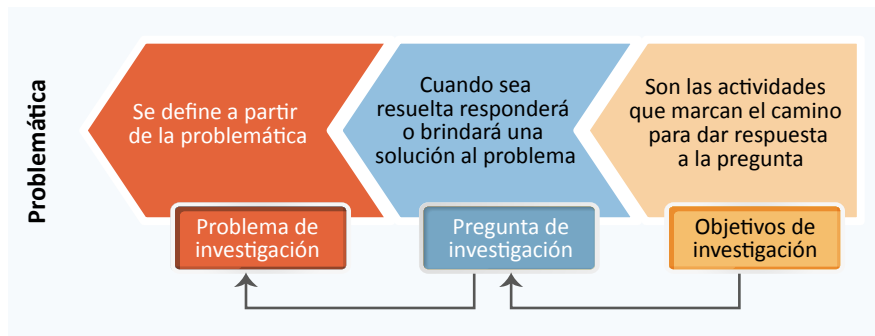 Problemática
Se define a partir
de la problemática
Problema de
investigación
Cuando sea
resuelta responderá
o brindará una
solución al problema
Pregunta de
investigación
Son las actividades
que marcan el camino
para dar respuesta
a la pregunta
Objetivos de
investigación